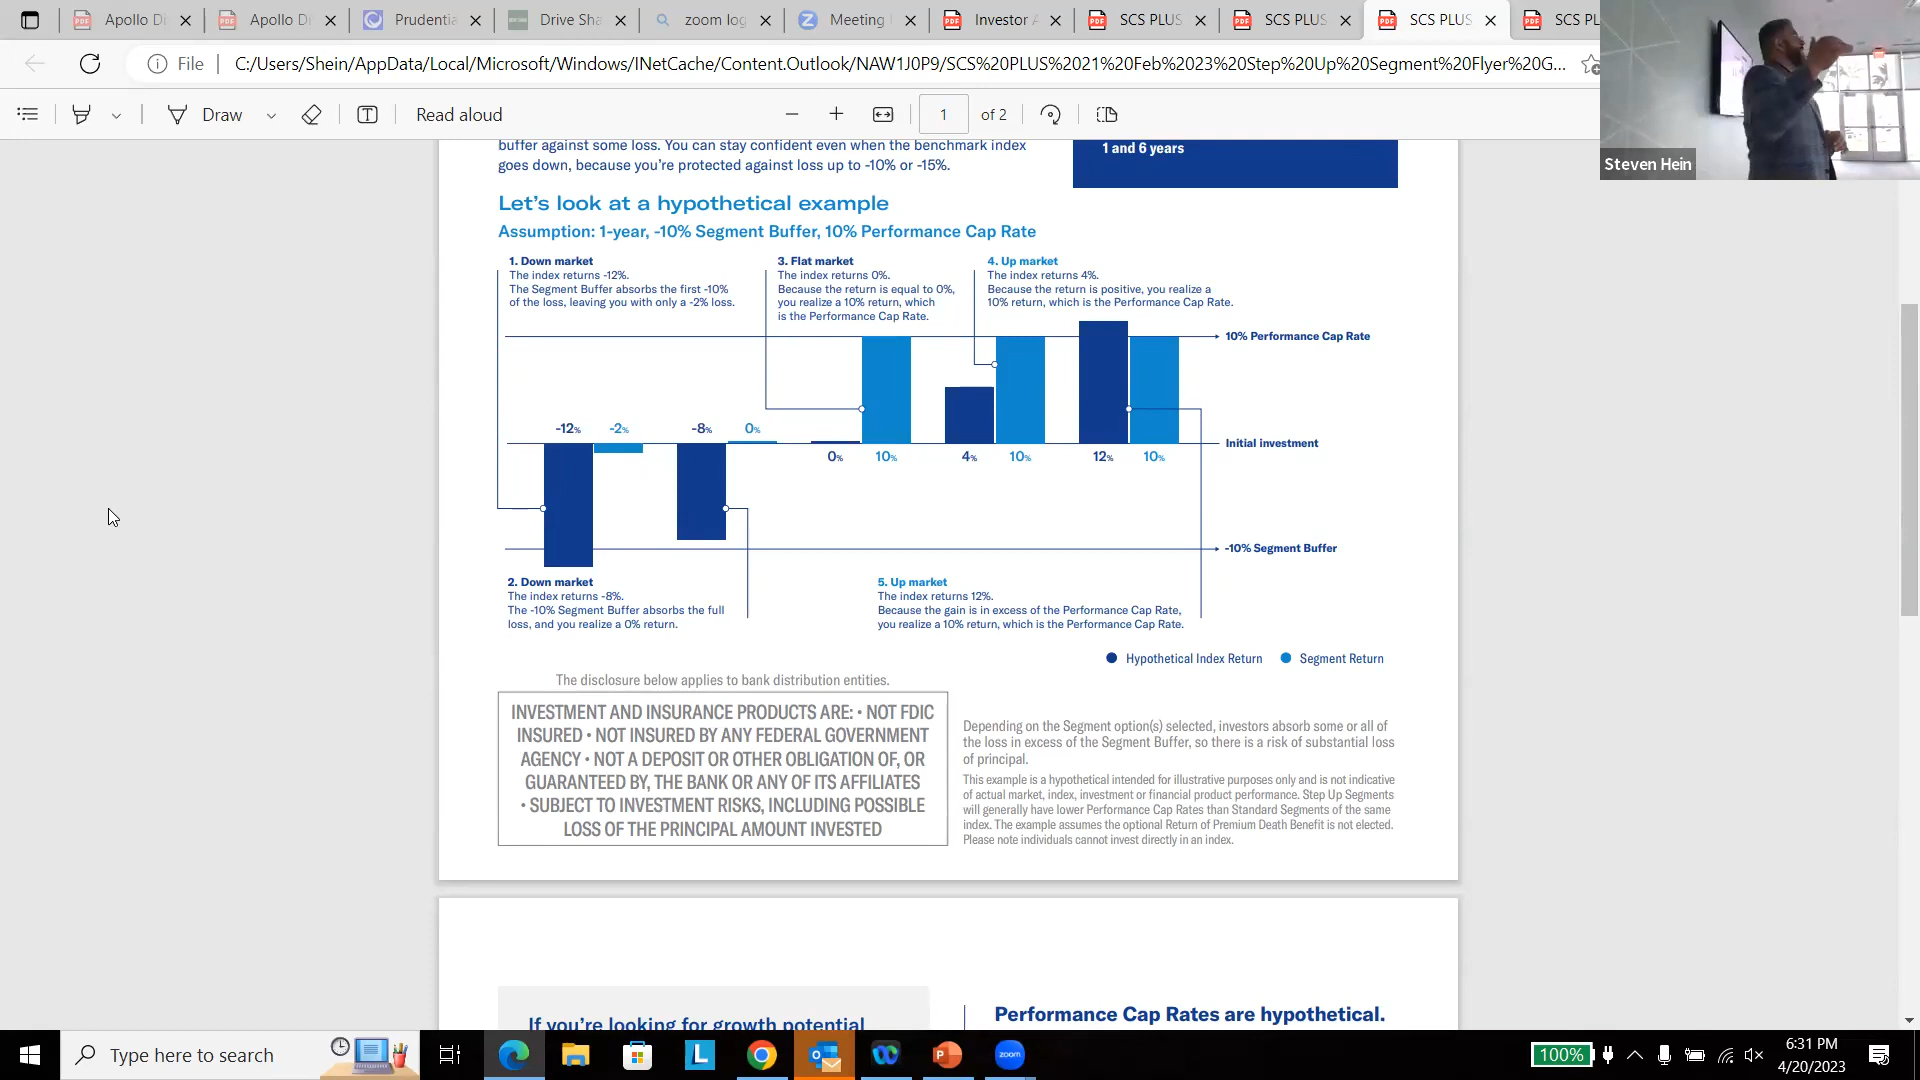 Apollo Di
Apollo Di
Prudentia
Drive Sha
zoom log
Meeting
Investor A
SCS PLUS
SCS PLUS
SCS PLUS
SCS PL
File
C:/Users/Shein/AppData/Local/Microsoft/Windows/INetCache/Content.Outlook/NAW1J0P9/SCS%20PLUS%2021%20Feb%2023%20Step%20Up%20Segment%20Flyer%20G...
Draw
Read aloud
1
of 2
Steven Hein
buffer against some loss. You can stay confident even when the benchmark index
goes down, because you're protected against loss up to -10% or -15%.
1 and 6 years
Let's look at a hypothetical example
Assumption: 1-year, -10% Segment Buffer, 10% Performance Cap Rate
1. Down market
The index returns -12%.
The Segment Buffer absorbs the first -10%
of the loss, leaving you with only a -2% loss.
3. Flat market
The index returns 0%.
Because the return is equal to 0%,
you realize a 10% return, which
is the Performance Cap Rate.
4. Up market
The index returns 4%.
Because the return is positive, you realize a
10% return, which is the Performance Cap Rate.
10% Performance Cap Rate
-12%
-2%
-8%
0%
Initial investment
0%
10%
4%
10%
12%
10%
-10% Segment Buffer
2. Down market
The index returns -8%.
The -10% Segment Buffer absorbs the full
loss, and you realize a 0% return.
5. Up market
The index returns 12%.
Because the gain is in excess of the Performance Cap Rate,
you realize a 10% return, which is the Performance Cap Rate.
Hypothetical Index Return
Segment Return
The disclosure below applies to bank distribution entities.
INVESTMENT AND INSURANCE PRODUCTS ARE: • NOT FDIC
INSURED • NOT INSURED BY ANY FEDERAL GOVERNMENT
AGENCY • NOT A DEPOSIT OR OTHER OBLIGATION OF, OR
GUARANTEED BY, THE BANK OR ANY OF ITS AFFILIATES
• SUBJECT TO INVESTMENT RISKS, INCLUDING POSSIBLE
LOSS OF THE PRINCIPAL AMOUNT INVESTED
Depending on the Segment option(s) selected, investors absorb some or all of
the loss in excess of the Segment Buffer, so there is a risk of substantial loss
of principal.
This example is a hypothetical intended for illustrative purposes only and is not indicative
of actual market, index, investment or financial product performance. Step Up Segments
will generally have lower Performance Cap Rates than Standard Segments of the same
index. The example assumes the optional Return of Premium Death Benefit is not elected.
Please note individuals cannot invest directly in an index.
If you're looking for growth potential
Performance Cap Rates are hypothetical.
Type here to search
100%
6:31 PM
4/20/2023